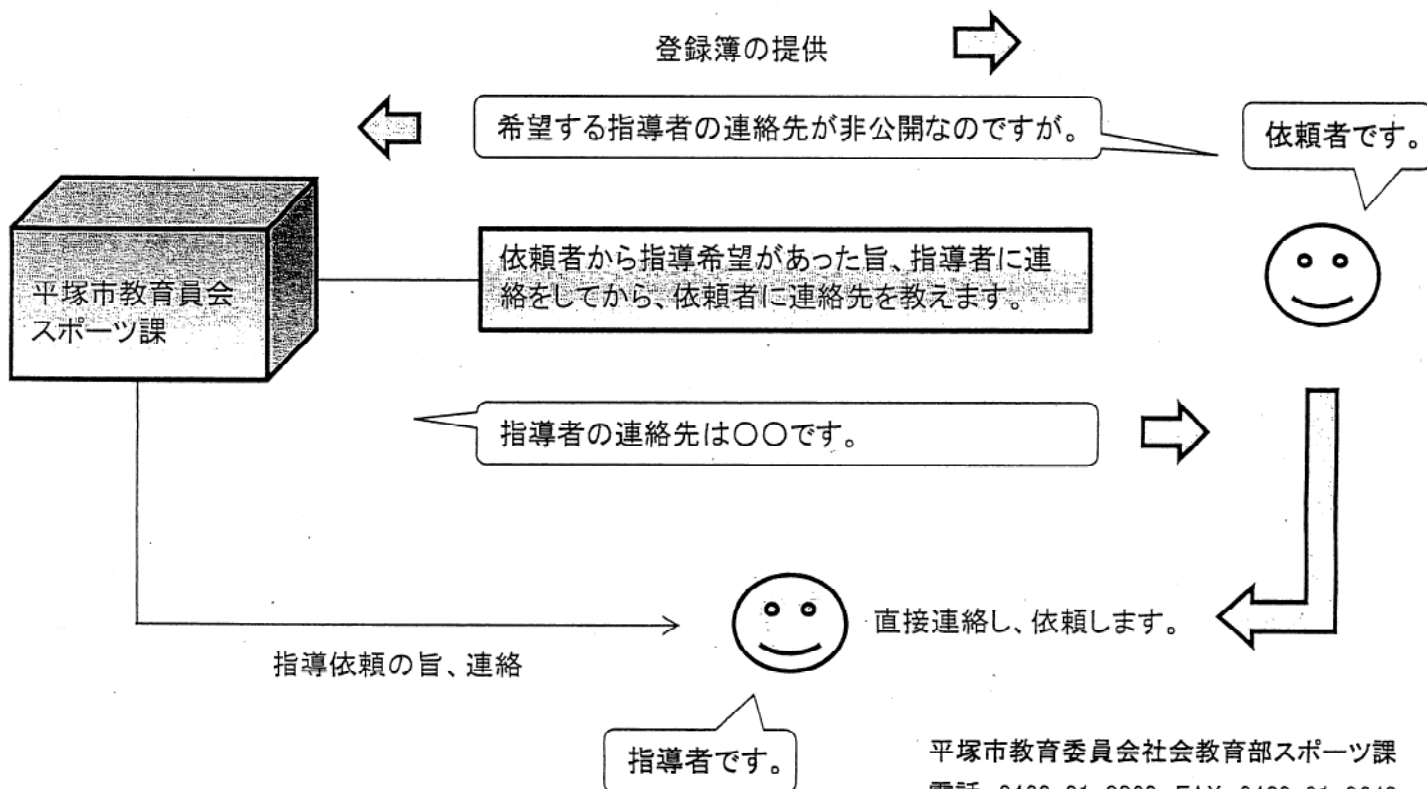 登録簿の提供
希望する指導者の連絡先が非公開なのですが。
依頼者です。
依頼者から指導希望があった旨、指導者に連
絡をしてから、依頼者に連絡先を教えます。
平塚市教育員会
スポーツ課
指導者の連絡先は〇〇です。
直接連絡し、依頼します。
指導依頼の旨、連絡
指導者です。
平塚市教育委員会社会教育部スポーツ課